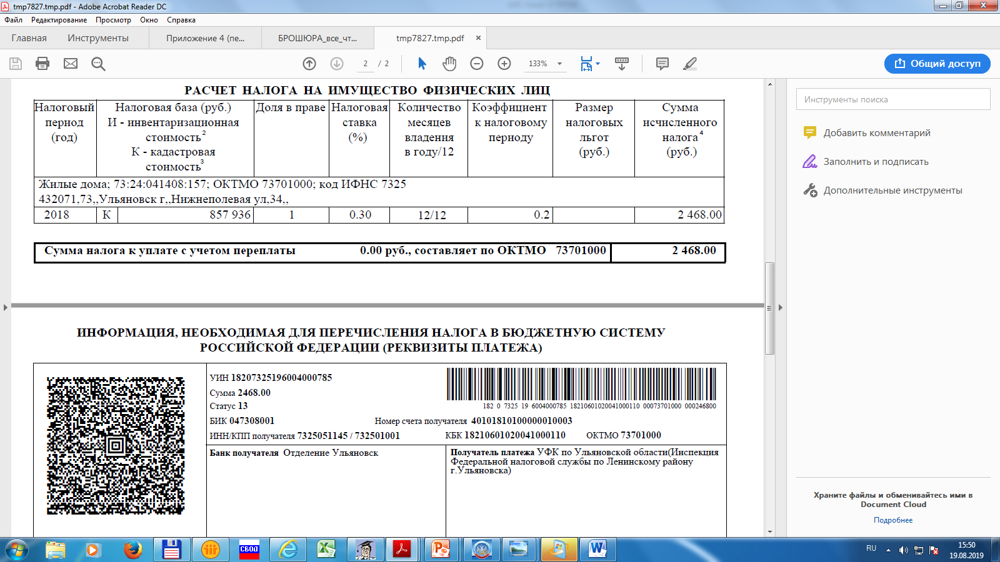 tmp7827.tmp.pdf - Adobe Acrobat Reader DC
Файл Редактирование Просмотр Окно Справка
Главная Инструменты Приложение 4 (пе... БРОШЮРА_все_чт... tmp7827.tmp.pdf ×
2 / 2 133% Общий доступ
РАСЧЕТ НАЛОГА НА ИМУЩЕСТВО ФИЗИЧЕСКИХ ЛИЦ
Налоговый период (год)
Налоговая база (руб.)
И - инвентаризационная
стоимость2
К - кадастровая
стоимость3
Доля в праве
Налоговая
ставка
(%)
Количество
месяцев
владения
в году/12
Коэффициент
к налоговому
периоду
Размер
налоговых
льгот
(руб.)
Сумма
исчисленного
налога4
(руб.)
Жилые дома; 73:24:041408:157; ОКТМО 73701000; код ИФНС 7325
432071,73,,Ульяновск г,,Нижнеполевая ул,34,,
2018 К 857 936 1 0.30 12/12 0.2 2 468.00
Сумма налога к уплате с учетом переплаты 0.00 руб., составляет по ОКТМО 73701000 2 468.00
ИНФОРМАЦИЯ, НЕОБХОДИМАЯ ДЛЯ ПЕРЕЧИСЛЕНИЯ НАЛОГА В БЮДЖЕТНУЮ СИСТЕМУ
РОССИЙСКОЙ ФЕДЕРАЦИИ (РЕКВИЗИТЫ ПЛАТЕЖА)
УИН 18207325196004000785
Сумма 2468.00
Статус 13
182 0 7325 19 6004000785 18210601020041000110 00073701000 000246800
БИК 047308001 Номер счета получателя 40101810100000010003
ИНН/КПП получателя 7325051145 / 732501001 КБК 18210601020041000110 ОКТМО 73701000
Банк получателя Отделение Ульяновск
Получатель платежа УФК по Ульяновской области(Инспекция
Федеральной налоговой службы по Ленинскому району
г.Ульяновска)
Инструменты поиска
Добавить комментарий
Заполнить и подписать
Дополнительные инструменты
Храните файлы и обменивайтесь ими в
Document Cloud
Подробнее
СВОД
RU
15:50
19.08.2019